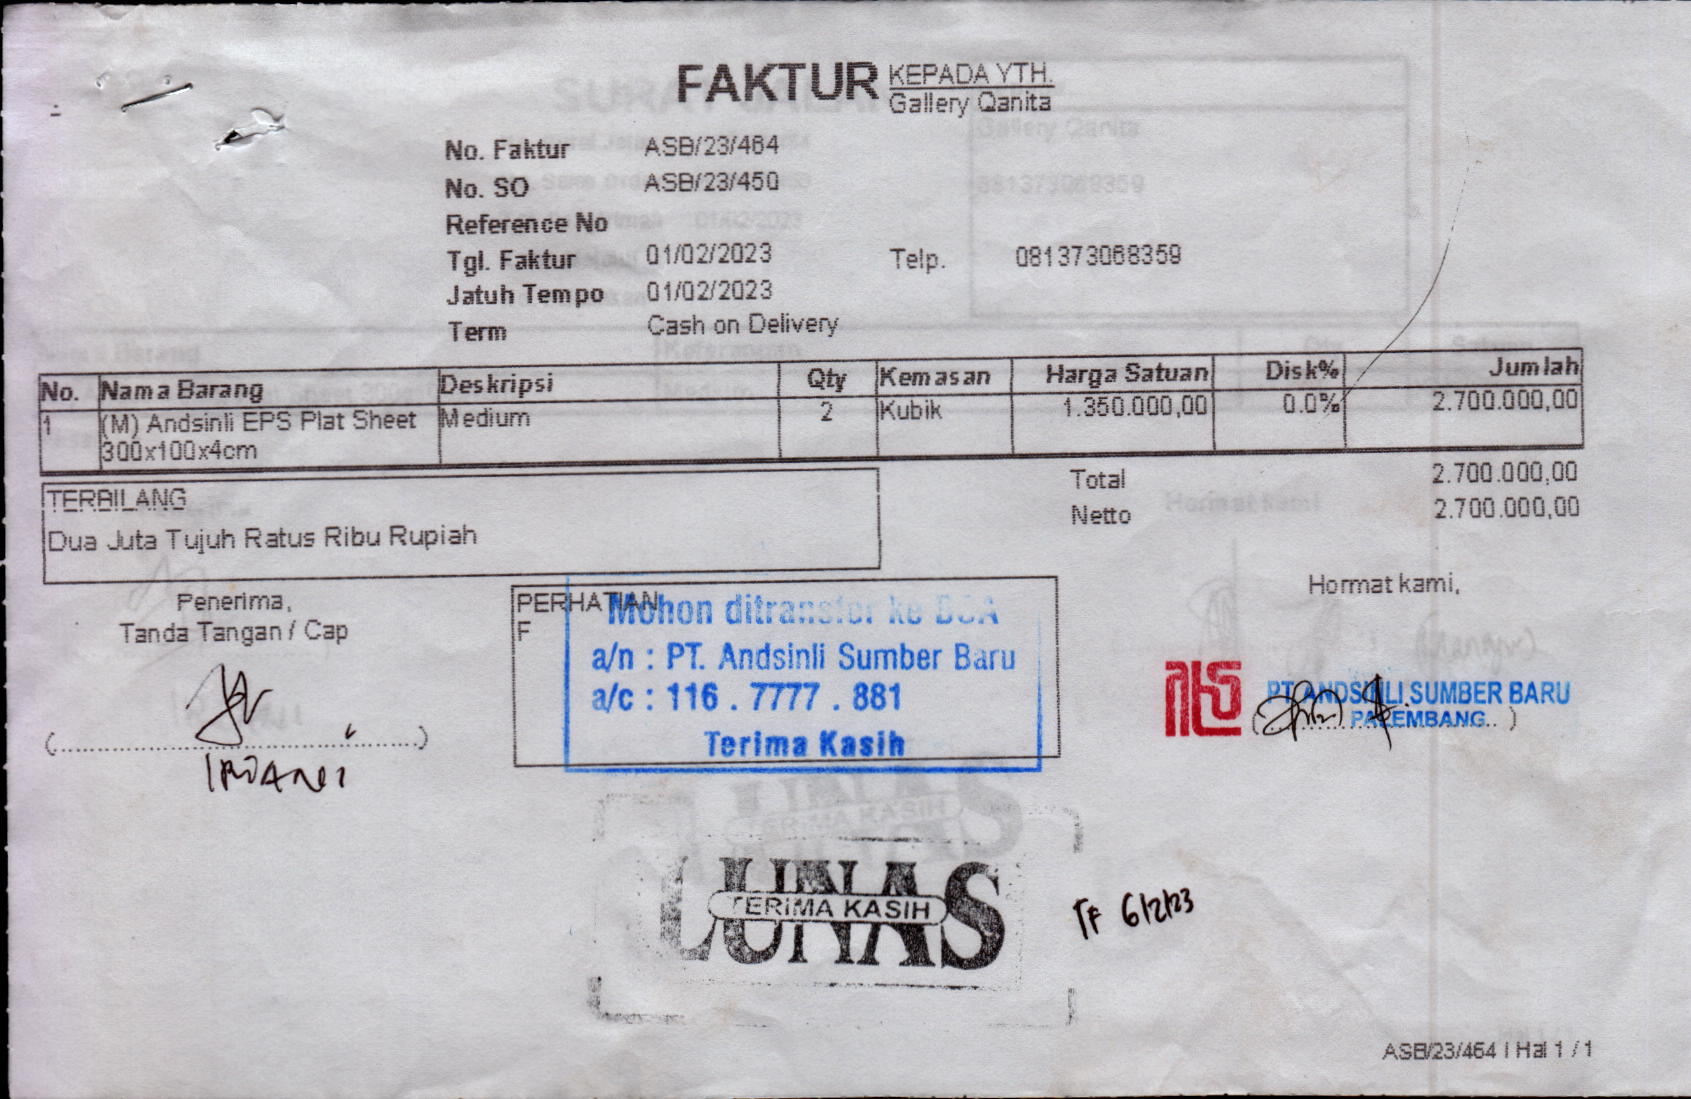 FAKTUR
KEPADA YTH.
Gallery Qanita
No. Faktur ASB/23/464
No. SO ASB/23/450
Reference No
Tgl. Faktur 01/02/2023 Telp. 081373068359
Jatuh Tempo 01/02/2023
Term Cash on Delivery
No. Nama Barang Deskripsi Qty Kemasan Harga Satuan Disk% Jumlah
1 (M) Andsinli EPS Plat Sheet Medium 2 Kubik 1.350.000,00 0.0% 2.700.000,00
300x100x4cm
Total 2.700.000,00
Netto 2.700.000,00
TERBILANG
Dua Juta Tujuh Ratus Ribu Rupiah
Penerima,
Tanda Tangan / Cap
PERHATIAN
F
Mohon ditransfer ke BCA
a/n : PT. Andsinli Sumber Baru
a/c : 116 . 7777 . 881
Terima Kasih
Hormat kami,
PT. ANDSINLI SUMBER BARU
PALEMBANG
LUNAS
TERIMA KASIH
TF 6/2/23
ASB/23/464 | Hal 1 / 1